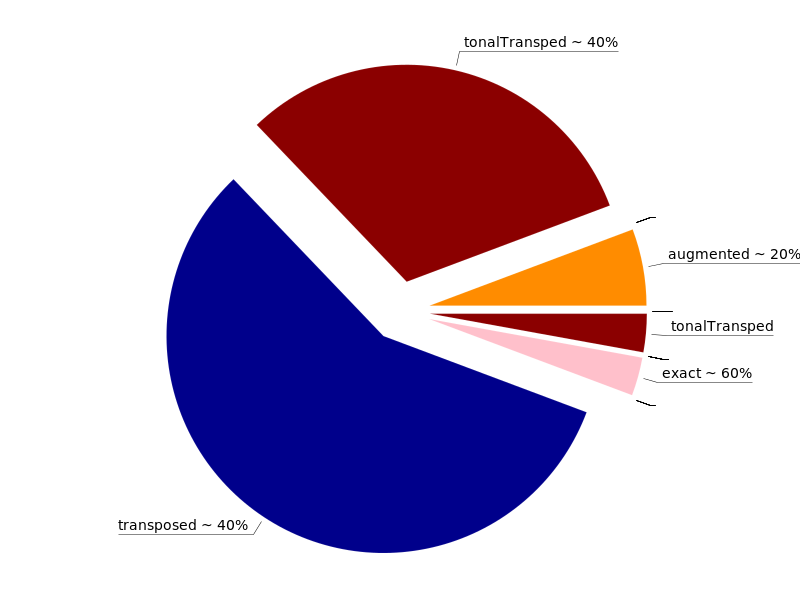 tonalTransped ~ 40%
augmented ~ 20%
tonalTransped
exact ~ 60%
transposed ~ 40%